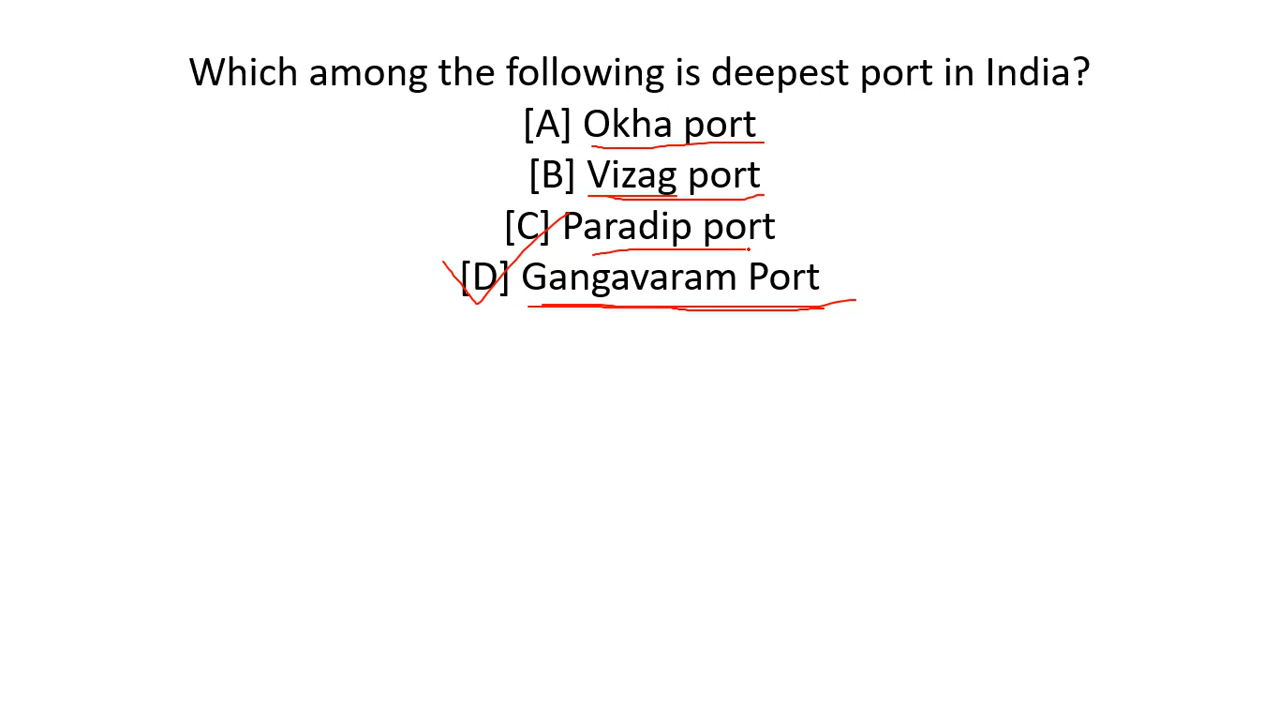 Which among the following is deepest port in India?
[A] Okha port
[B] Vizag port
[C] Paradip port
[D] Gangavaram Port